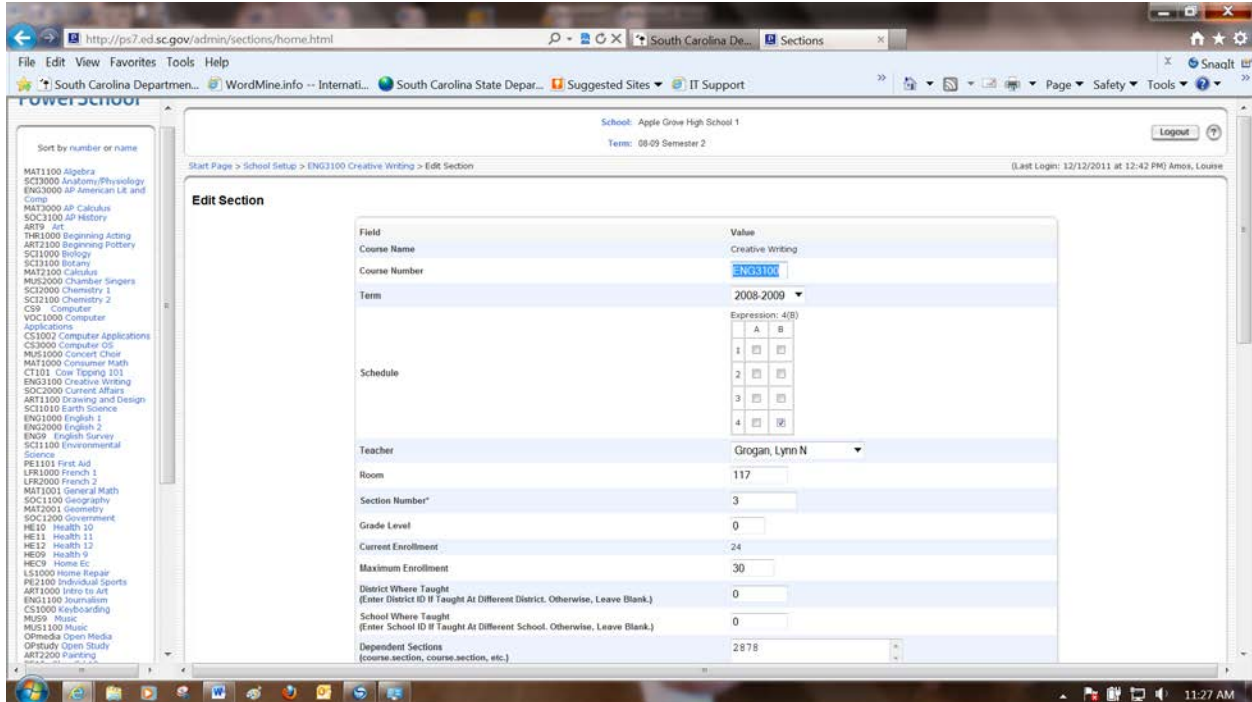 http://ps7.ed.sc.gov/admin/sections/home.html
South Carolina De...
Sections
File Edit View Favorites Tools Help
SnagIt
South Carolina Departmen...
WordMine.info -- Internati...
South Carolina State Depar...
Suggested Sites
IT Support
Page
Safety
Tools
PowerSchool
School: Apple Grove High School 1
Term: 08-09 Semester 2
Logout
Start Page > School Setup > ENG3100 Creative Writing > Edit Section
(Last Login: 12/12/2011 at 12:42 PM) Amos, Louise
Sort by number or name
MAT1100 Algebra
SCI3000 Anatomy/Physiology
ENG3000 AP American Lit and
Comp
MAT3000 AP Calculus
SOC3100 AP History
ART9 Art
THR1000 Beginning Acting
ART2100 Beginning Pottery
SCI1000 Biology
SCI3100 Botany
MAT2100 Calculus
MUS2000 Chamber Singers
SCI2000 Chemistry 1
SCI2100 Chemistry 2
CS9 Computer
VOC1000 Computer
Applications
CS1002 Computer Applications
CS3000 Computer OS
MUS1000 Concert Choir
MAT1000 Consumer Math
CT101 Cow Tipping 101
ENG3100 Creative Writing
SOC2000 Current Affairs
ART1100 Drawing and Design
SCI1010 Earth Science
ENG1000 English 1
ENG2000 English 2
ENG9 English Survey
SCI1100 Environmental
Science
PE1101 First Aid
LFR1000 French 1
LFR2000 French 2
MAT1001 General Math
SOC1100 Geography
MAT2001 Geometry
SOC1200 Government
HE10 Health 10
HE11 Health 11
HE12 Health 12
HE09 Health 9
HEC9 Home Ec
LS1000 Home Repair
PE2100 Individual Sports
ART1000 Intro to Art
ENG1100 Journalism
CS1000 Keyboarding
MUS9 Music
MUS1100 Music
OPmedia Open Media
OPstudy Open Study
ART2200 Painting
Edit Section
Field Value
Course Name Creative Writing
Course Number ENG3100
Term 2008-2009
Expression: 4(B)
A B
1
2
Schedule
3
4
Teacher Grogan, Lynn N
Room 117
Section Number* 3
Grade Level 0
Current Enrollment 24
Maximum Enrollment 30
District Where Taught
(Enter District ID If Taught At Different District. Otherwise, Leave Blank.) 0
School Where Taught
(Enter School ID If Taught At Different School. Otherwise, Leave Blank.) 0
Dependent Sections 2878
(course.section, course.section, etc.)
11:27 AM